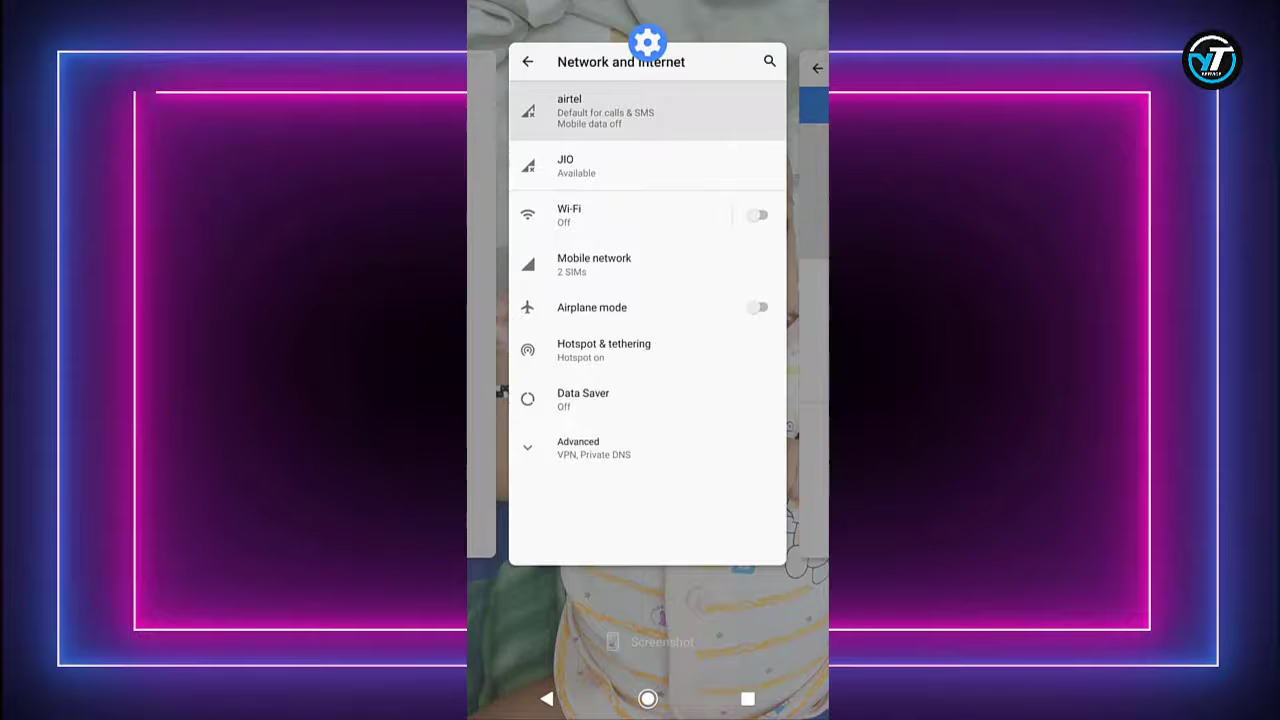 Network and Internet
airtel
Default for calls & SMS
Mobile data off
JIO
Available
Wi-Fi
Off
Mobile network
2 SIMs
Airplane mode
Hotspot & tethering
Hotspot on
Data Saver
Off
Advanced
VPN, Private DNS
Screenshot
YT